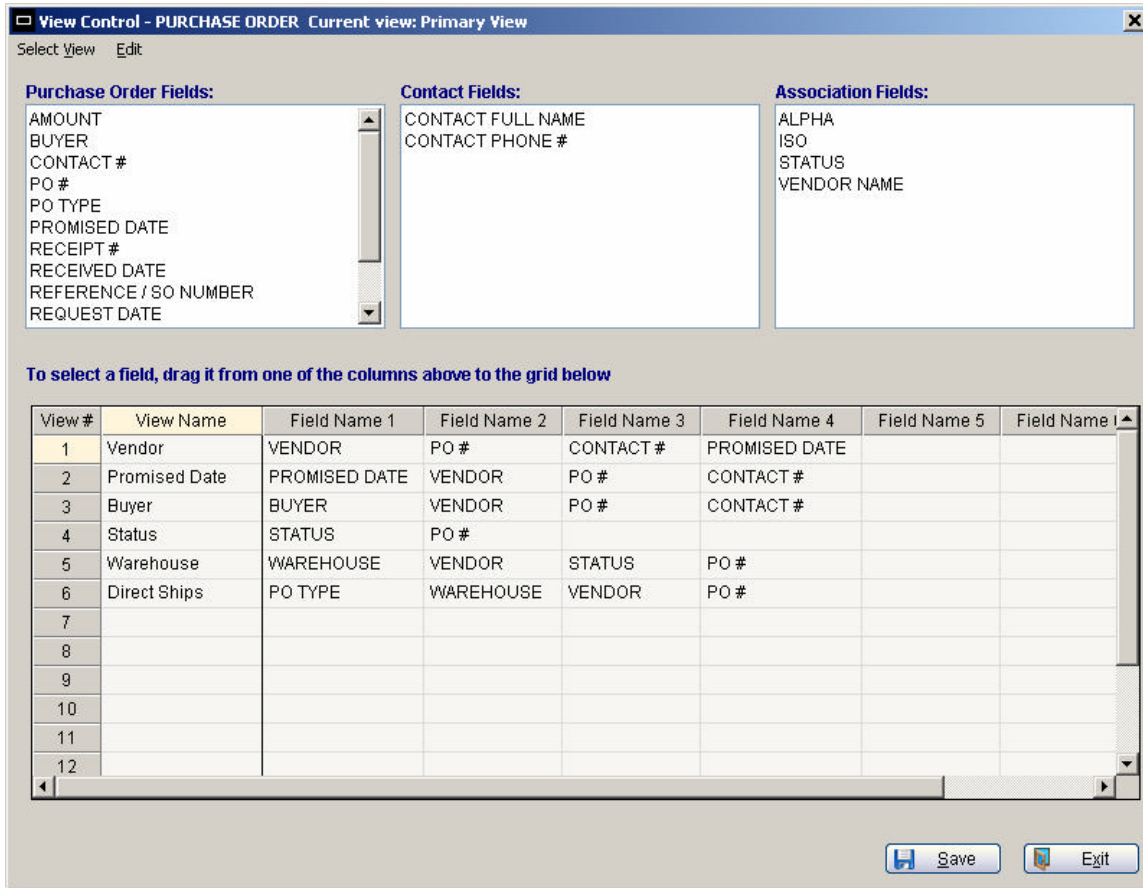 View Control - PURCHASE ORDER Current view: Primary View
Select View Edit
Purchase Order Fields:
AMOUNT
BUYER
CONTACT #
PO #
PO TYPE
PROMISED DATE
RECEIPT #
RECEIVED DATE
REFERENCE / SO NUMBER
REQUEST DATE
Contact Fields:
CONTACT FULL NAME
CONTACT PHONE #
Association Fields:
ALPHA
ISO
STATUS
VENDOR NAME
To select a field, drag it from one of the columns above to the grid below
View # View Name Field Name 1 Field Name 2 Field Name 3 Field Name 4 Field Name 5 Field Name
1 Vendor VENDOR PO # CONTACT # PROMISED DATE
2 Promised Date PROMISED DATE VENDOR PO # CONTACT #
3 Buyer BUYER VENDOR PO # CONTACT #
4 Status STATUS PO #
5 Warehouse WAREHOUSE VENDOR STATUS PO #
6 Direct Ships PO TYPE WAREHOUSE VENDOR PO #
7
8
9
10
11
12
Save Exit